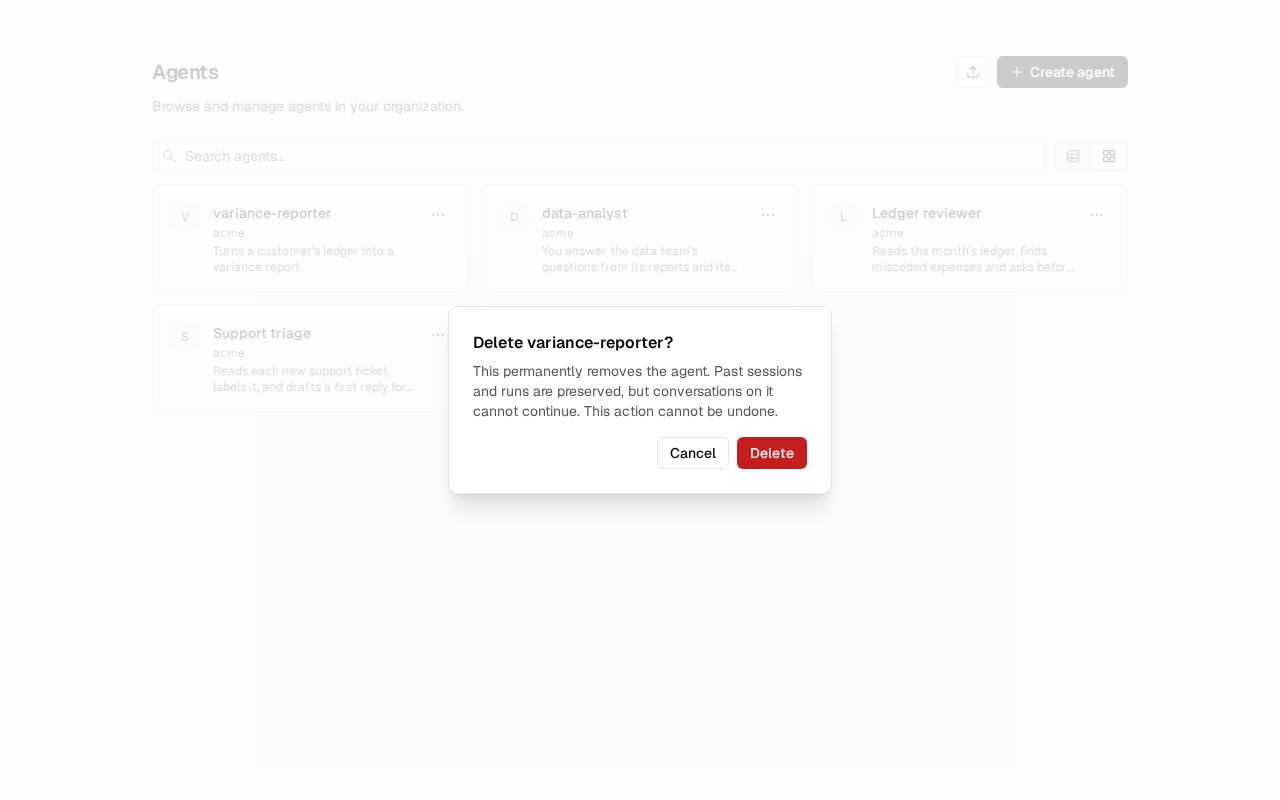 Agents
Create agent
Browse and manage agents in your organization.
Search agents...
V
variance-reporter
acme
Turns a customer's ledger into a
variance report.
D
data-analyst
acme
You answer the data team's
questions from its reports and its...
L
Ledger reviewer
acme
Reads the month's ledger, finds
miscoded expenses and asks befor...
S
Support triage
acme
Reads each new support ticket,
labels it, and drafts a first reply for...
Delete variance-reporter?
This permanently removes the agent. Past sessions
and runs are preserved, but conversations on it
cannot continue. This action cannot be undone.
Cancel
Delete